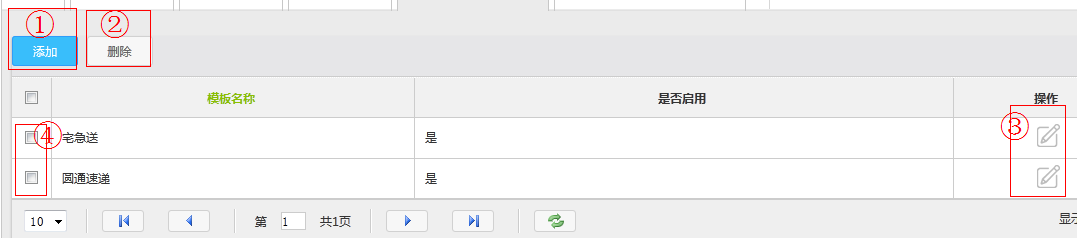 ① ②
添加 删除
模板名称 是否启用 操作
④ 宅急送 是 ③
圆通速递 是
10 第 1 共1页 显